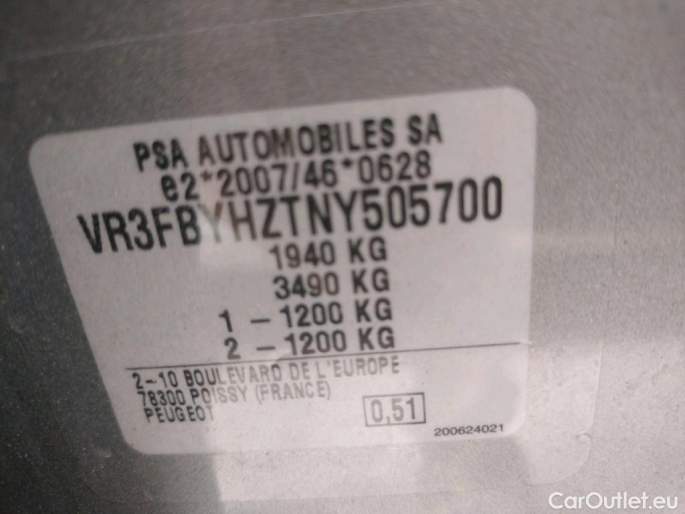 PSA AUTOMOBILES SA
e2*2007/46*0628
VR3FBYHZTNY505700
1940 KG
3490 KG
1 - 1200 KG
2 - 1200 KG
2-10 BOULEVARD DE L'EUROPE
78300 POISSY (FRANCE)
PEUGEOT
0,51
200624021
CarOutlet.eu